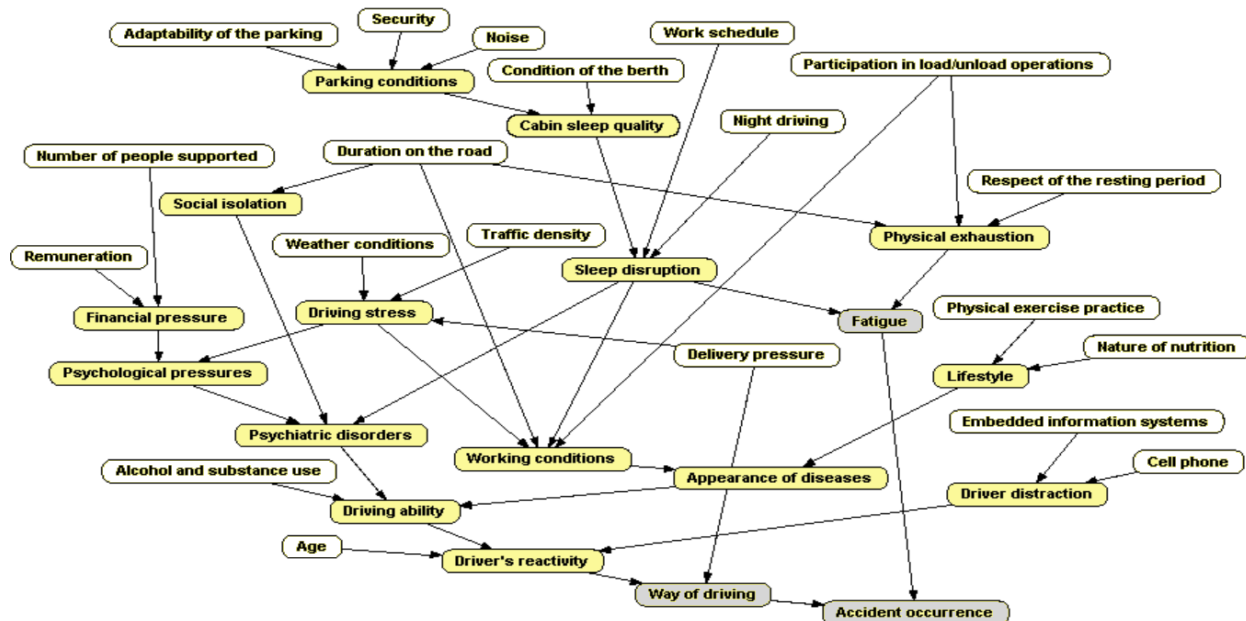 Security
Work schedule
Adaptability of the parking
Noise
Participation in load/unload operations
Parking conditions
Condition of the berth
Cabin sleep quality
Night driving
Number of people supported
Duration on the road
Respect of the resting period
Social isolation
Physical exhaustion
Weather conditions
Traffic density
Remuneration
Sleep disruption
Physical exercise practice
Financial pressure
Driving stress
Fatigue
Delivery pressure
Nature of nutrition
Psychological pressures
Lifestyle
Embedded information systems
Psychiatric disorders
Working conditions
Cell phone
Alcohol and substance use
Appearance of diseases
Driver distraction
Driving ability
Age
Driver's reactivity
Way of driving
Accident occurrence